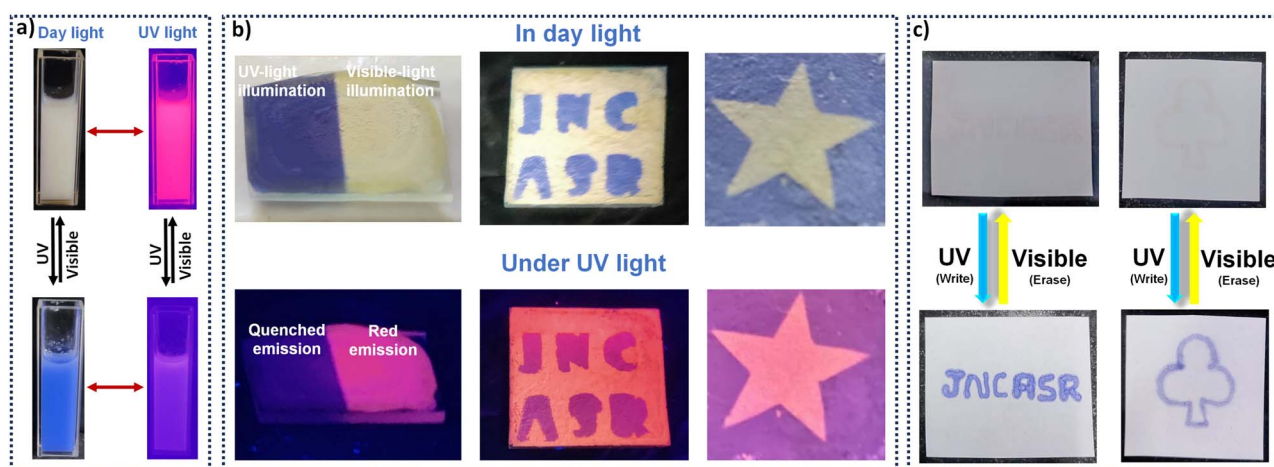 a)
Day light UV light
UV
Visible
UV
Visible
b)
In day light
UV-light
illumination
Visible-light
illumination
JNC
ASR
Under UV light
Quenched
emission
Red
emission
JNC
ASR
c)
UV
(Write)
Visible
(Erase)
UV
(Write)
Visible
(Erase)
JNCASR